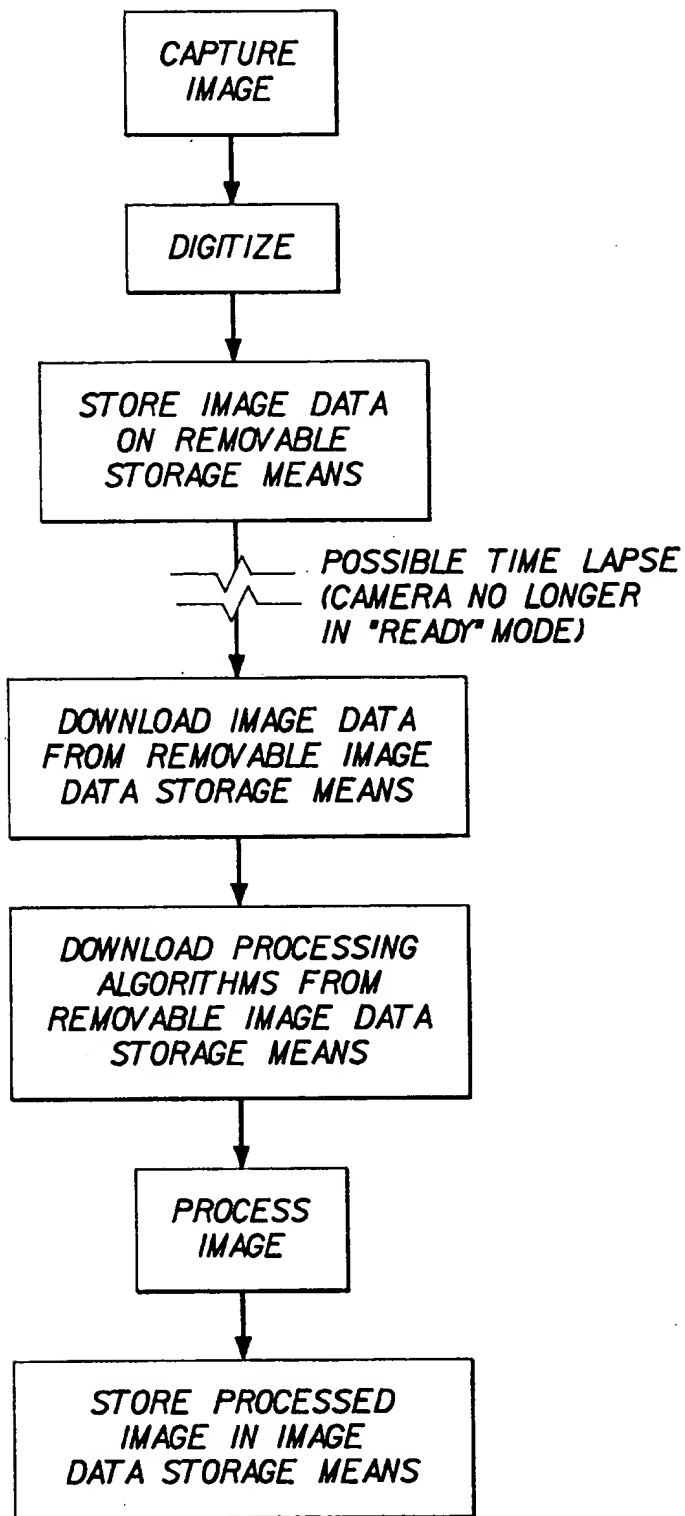 CAPTURE
IMAGE
DIGITIZE
STORE IMAGE DATA
ON REMOVABLE
STORAGE MEANS
POSSIBLE TIME LAPSE
(CAMERA NO LONGER
IN "READY" MODE)
DOWNLOAD IMAGE DATA
FROM REMOVABLE IMAGE
DATA STORAGE MEANS
DOWNLOAD PROCESSING
ALGORITHMS FROM
REMOVABLE IMAGE DATA
STORAGE MEANS
PROCESS
IMAGE
STORE PROCESSED
IMAGE IN IMAGE
DATA STORAGE MEANS